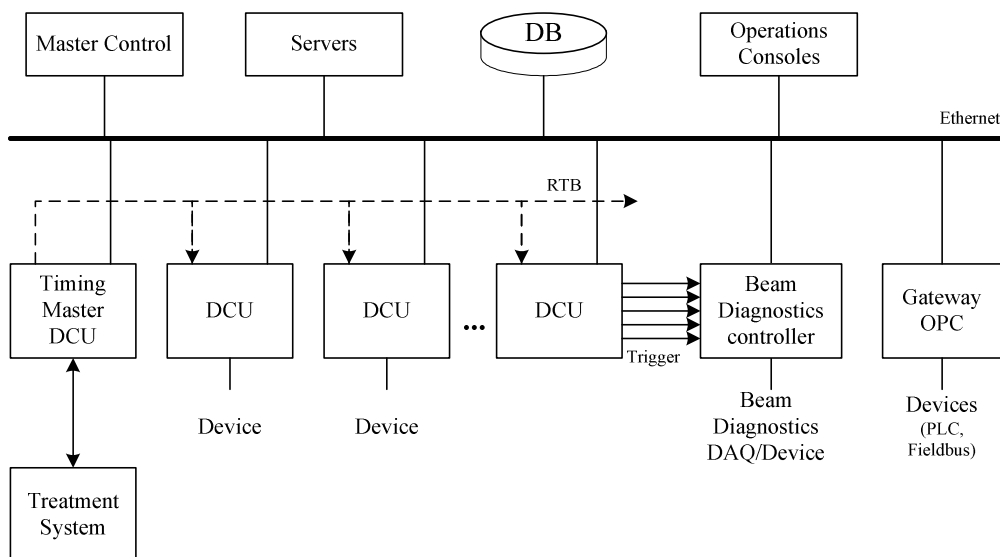 Master Control
Servers
DB
Operations
Consoles
Ethernet
RTB
Timing
Master
DCU
DCU
DCU
...
DCU
Trigger
Beam
Diagnostics
controller
Gateway
OPC
Device
Device
Beam
Diagnostics
DAQ/Device
Devices
(PLC,
Fieldbus)
Treatment
System